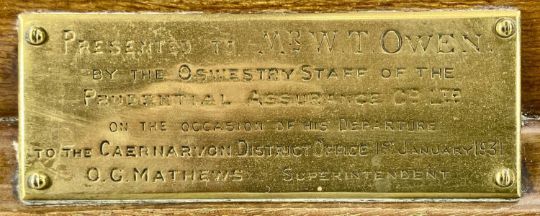 PRESENTED TO MR W.T. OWEN.
BY THE OSWESTRY STAFF OF THE
PRUDENTIAL ASSURANCE CO. LTD
ON THE OCCASION OF HIS DEPARTURE
TO THE CAERNARVON DISTRICT OFFICE 1ST JANUARY 1931
O.G. MATHEWS SUPERINTENDENT